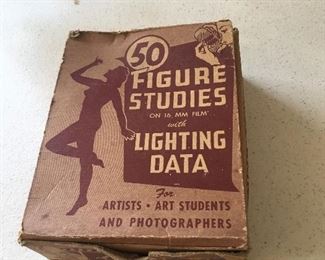 50
FIGURE
STUDIES
ON 16 MM FILM
with
LIGHTING
DATA
For
ARTISTS • ART STUDENTS
AND PHOTOGRAPHERS